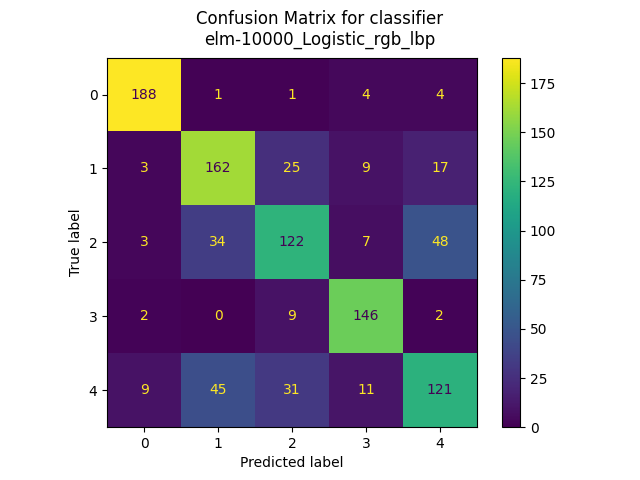 Confusion Matrix for classifier
elm-10000_Logistic_rgb_lbp
0 188 1 1 4 4
1 3 162 25 9 17
2 3 34 122 7 48
3 2 0 9 146 2
4 9 45 31 11 121
0 1 2 3 4
True label
Predicted label
175
150
125
100
75
50
25
0